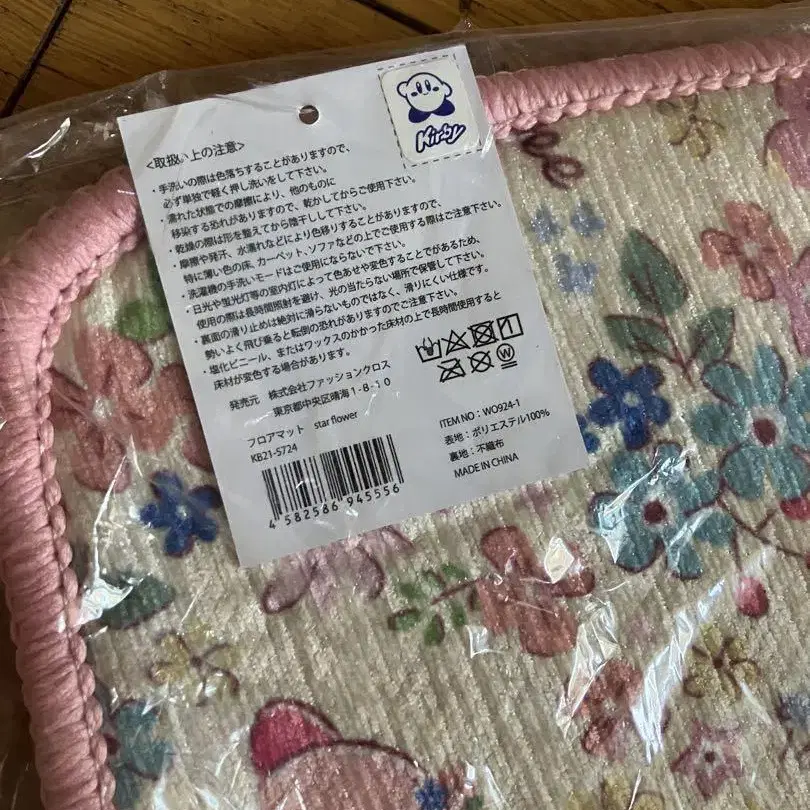 Kirby
<取扱い上の注意>
・手洗いの際は色落ちすることがありますので、
必ず単独で軽く押し洗いをして下さい。
・濡れた状態での摩擦により、他のものに
移染する恐れがありますので、乾かしてからご使用下さい。
・乾燥の際は形を整えてから陰干しして下さい。
・摩擦や発汗、水濡れなどにより色移りすることがありますので、
特に薄い色の床、カーペット、ソファなどの上でご使用する際はご注意下さい。
・洗濯機の手洗いモードはご使用にならないで下さい。
・日光や蛍光灯等の室内灯によって色あせや変色することがあるため、
使用の際は長時間照射を避け、光の当たらない場所で保管して下さい。
・裏面の滑り止めは絶対に滑らないものではなく、滑りにくい仕様です。
勢いよく飛び乗ると転倒の恐れがありますのでご注意下さい。
・塩化ビニール、またはワックスのかかった床材の上で長時間使用すると
床材が変色する場合があります。
発売元 株式会社ファッションクロス
東京都中央区晴海1-8-10
フロアマット star flower
KB21-5724
4 582586 945556
ITEM NO : WO924-1
表地 : ポリエステル100%
裏地 : 不織布
MADE IN CHINA